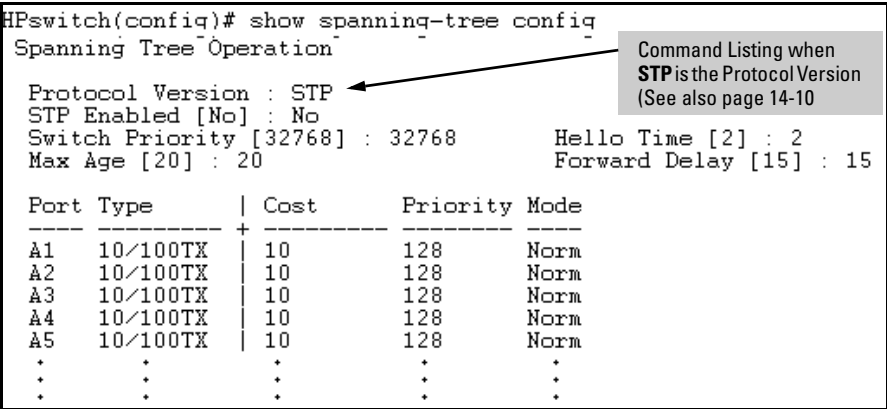 HPswitch(config)# show spanning-tree config
Spanning Tree Operation
Command Listing when
STP is the Protocol Version
(See also page 14-10
Protocol Version : STP
STP Enabled [No] : No
Switch Priority [32768] : 32768 Hello Time [2] : 2
Max Age [20] : 20 Forward Delay [15] : 15
Port Type | Cost Priority Mode
---- --------- + --------- -------- ----
A1 10/100TX | 10 128 Norm
A2 10/100TX | 10 128 Norm
A3 10/100TX | 10 128 Norm
A4 10/100TX | 10 128 Norm
A5 10/100TX | 10 128 Norm
. . . . .
. . . . .
. . . . .